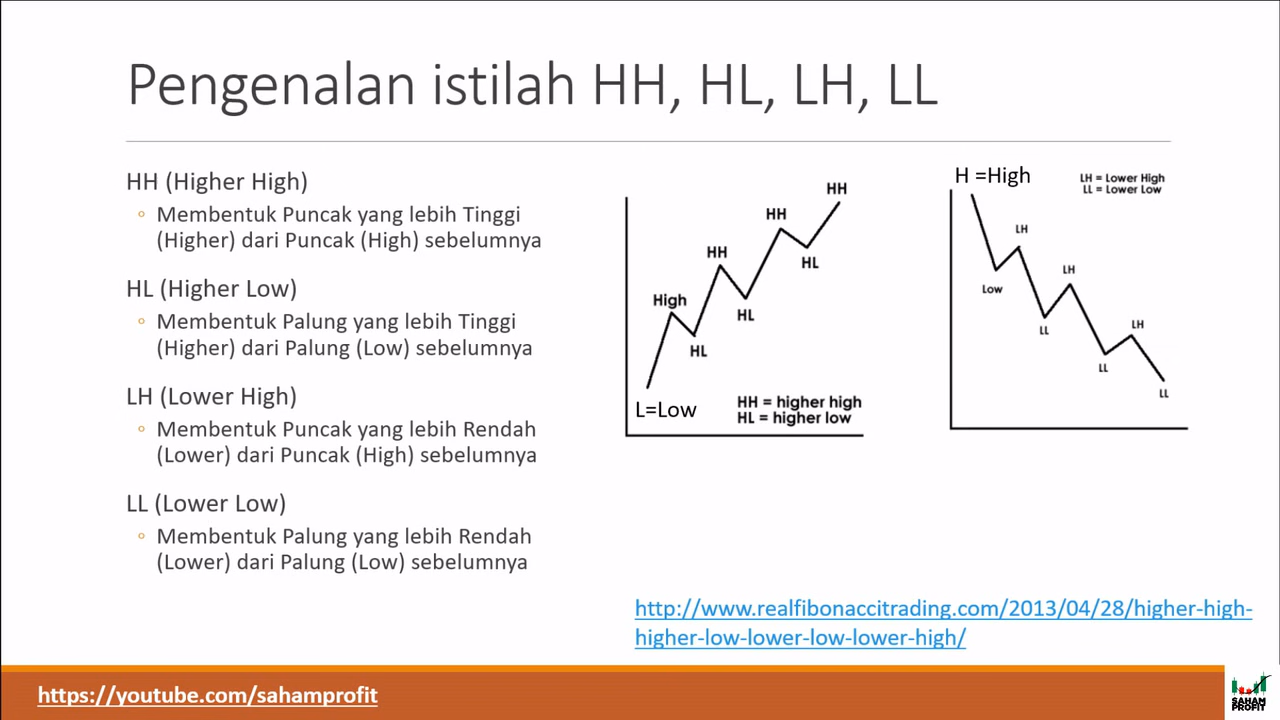 Pengenalan istilah HH, HL, LH, LL
HH (Higher High)
◦ Membentuk Puncak yang lebih Tinggi
(Higher) dari Puncak (High) sebelumnya
HL (Higher Low)
◦ Membentuk Palung yang lebih Tinggi
(Higher) dari Palung (Low) sebelumnya
LH (Lower High)
◦ Membentuk Puncak yang lebih Rendah
(Lower) dari Puncak (High) sebelumnya
LL (Lower Low)
◦ Membentuk Palung yang lebih Rendah
(Lower) dari Palung (Low) sebelumnya
HH
HH
HL
HH
High
HL
HL
L=Low
HH = higher high
HL = higher low
H =High
LH = Lower High
LL = Lower Low
LH
Low
LH
LL
LH
LL
LL
http://www.realfibonaccitrading.com/2013/04/28/higher-high-
higher-low-lower-low-lower-high/
https://youtube.com/sahamprofit
SAHAM
PROFIT